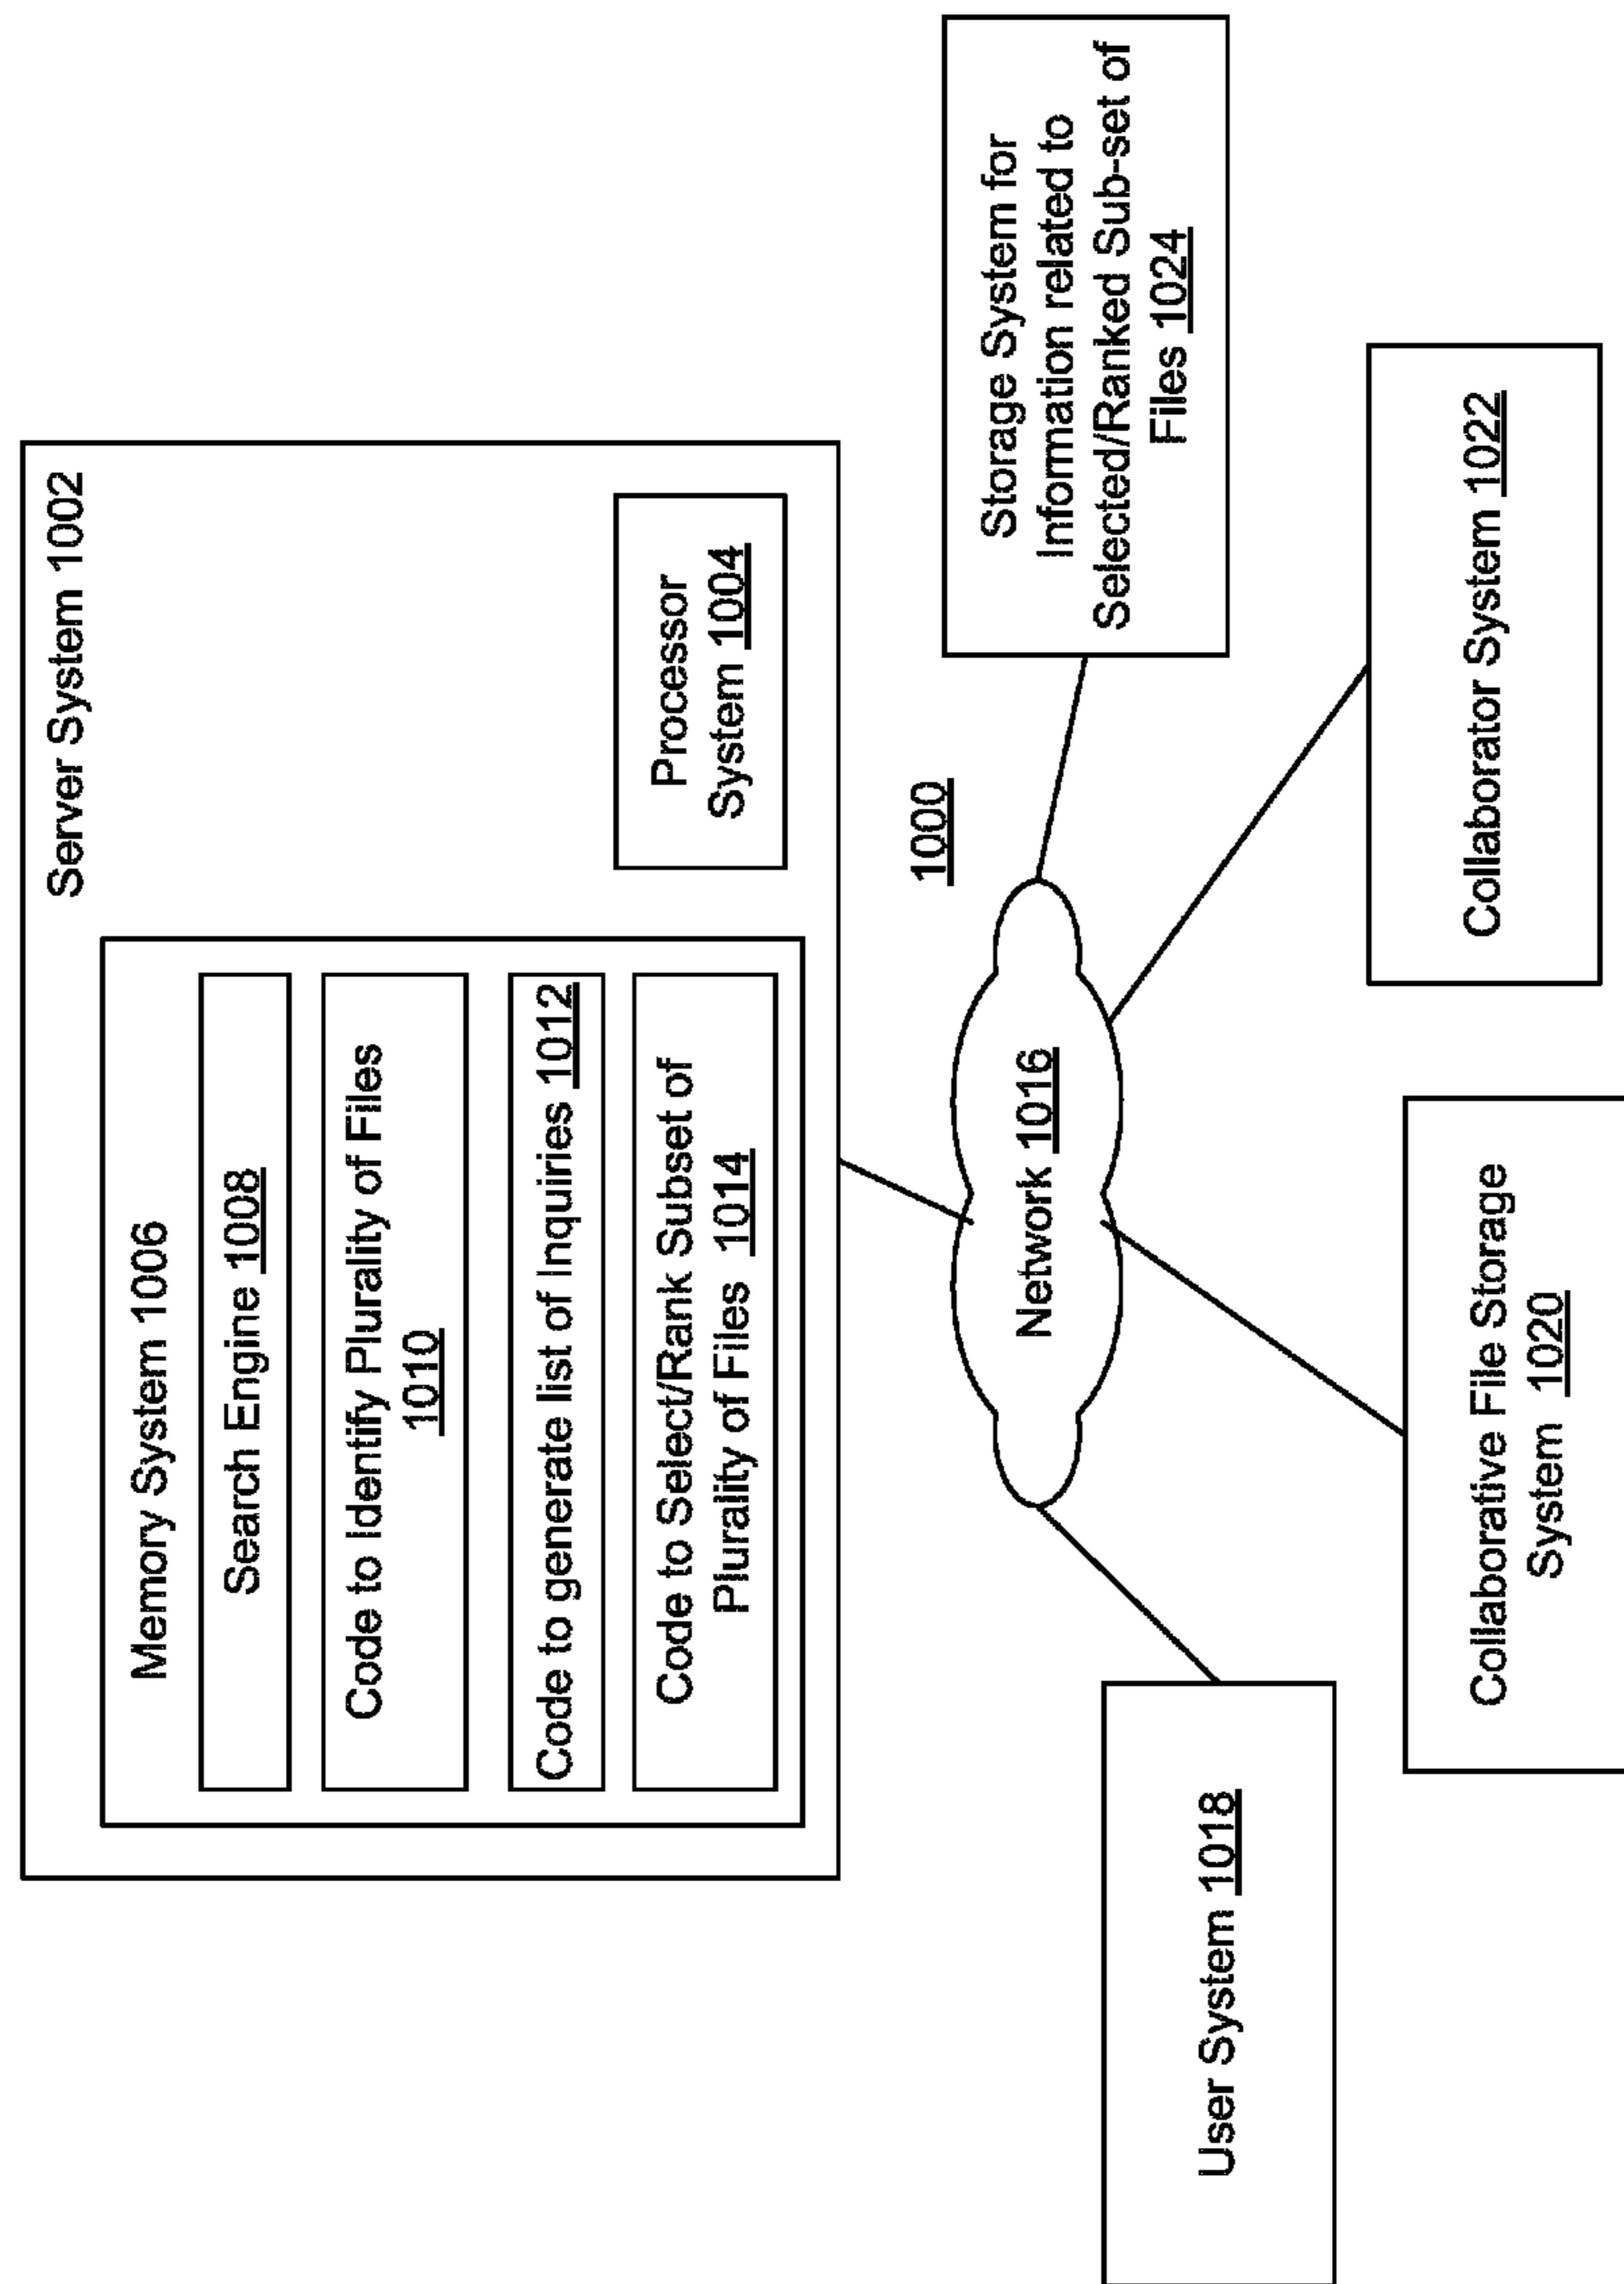 Server System 1002
Memory System 1006
Search Engine 1008
Code to Identify Plurality of Files
1010
Code to generate list of Inquiries 1012
Code to Select/Rank Subset of
Plurality of Files 1014
Processor
System 1004
1000
Network 1016
User System 1018
Collaborative File Storage
System 1020
Collaborator System 1022
Storage System for
Information related to
Selected/Ranked Sub-set of
Files 1024